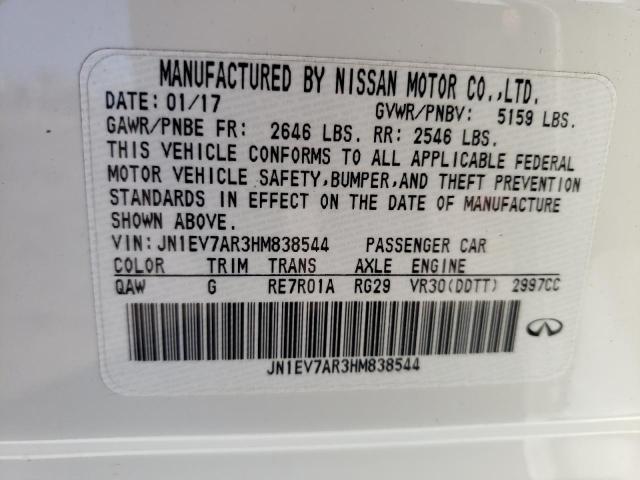 MANUFACTURED BY NISSAN MOTOR CO.,LTD.
DATE: 01/17 GVWR/PNBV: 5159 LBS.
GAWR/PNBE FR: 2646 LBS. RR: 2546 LBS.
THIS VEHICLE CONFORMS TO ALL APPLICABLE FEDERAL
MOTOR VEHICLE SAFETY,BUMPER,AND THEFT PREVENTION
STANDARDS IN EFFECT ON THE DATE OF MANUFACTURE
SHOWN ABOVE.
VIN:JN1EV7AR3HM838544 PASSENGER CAR
COLOR TRIM TRANS AXLE ENGINE
QAW G RE7R01A RG29 VR30(DDTT) 2997CC
JN1EV7AR3HM838544